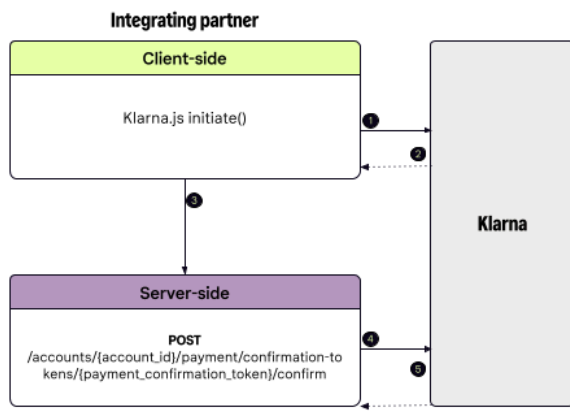 Integrating partner
Client-side
Klarna.js initiate()
1
2
Klarna
3
Server-side
POST
/accounts/{account_id}/payment/confirmation-to
kens/{payment_confirmation_token}/confirm
4
5